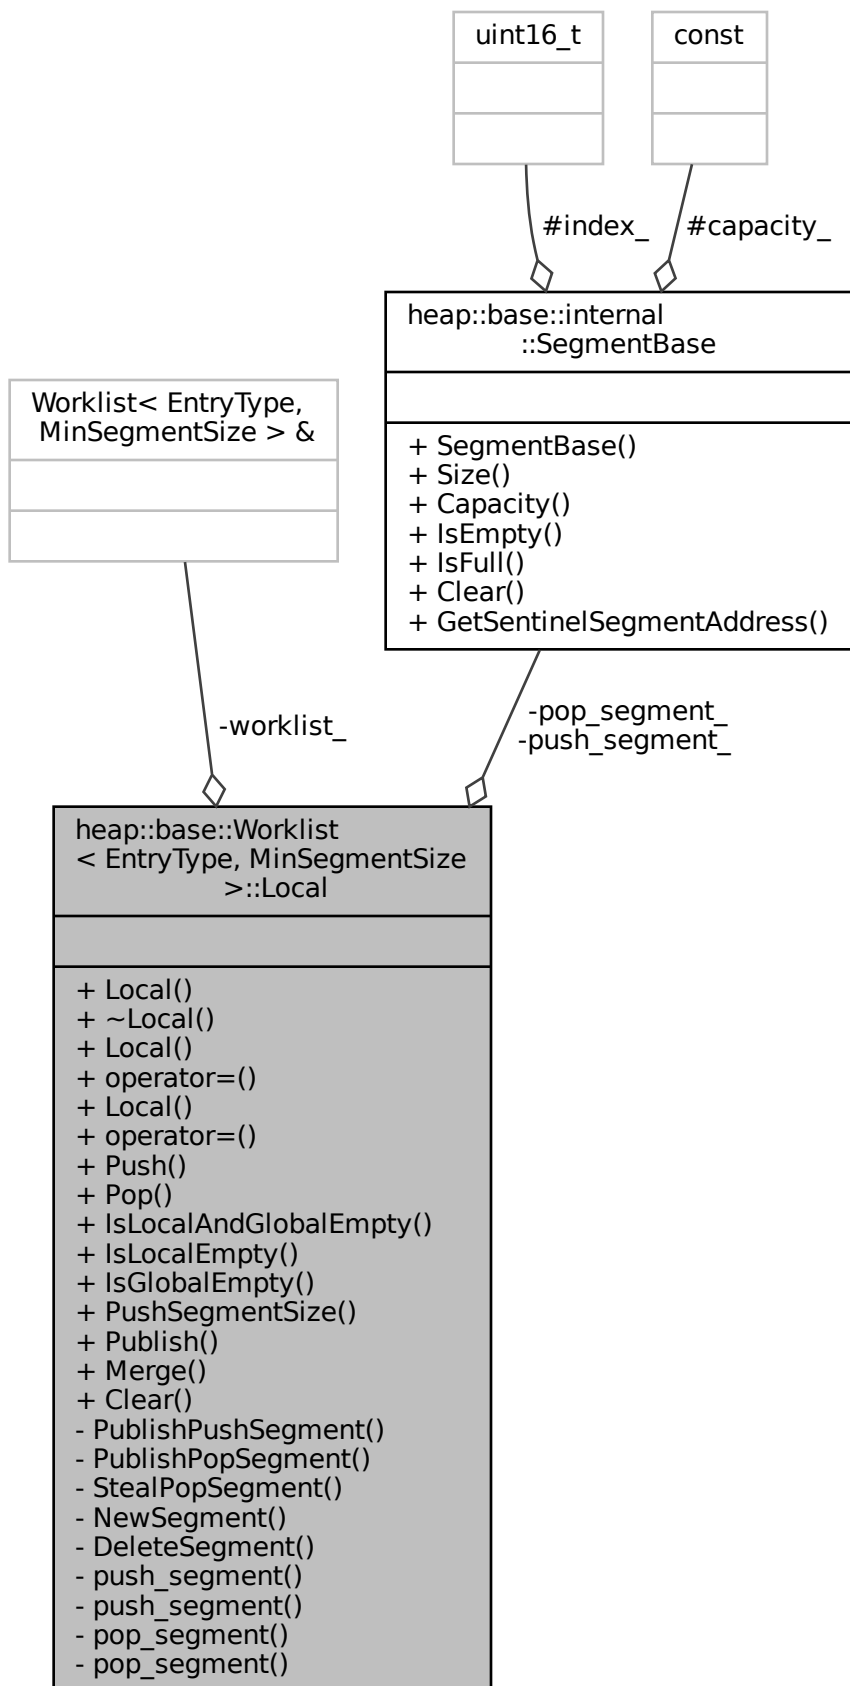 uint16_t
const
#index_
#capacity_
heap::base::internal
::SegmentBase
+ SegmentBase()
+ Size()
+ Capacity()
+ IsEmpty()
+ IsFull()
+ Clear()
+ GetSentinelSegmentAddress()
Worklist< EntryType,
MinSegmentSize > &
-worklist_
-pop_segment_
-push_segment_
heap::base::Worklist
< EntryType, MinSegmentSize
>::Local
+ Local()
+ ~Local()
+ Local()
+ operator=()
+ Local()
+ operator=()
+ Push()
+ Pop()
+ IsLocalAndGlobalEmpty()
+ IsLocalEmpty()
+ IsGlobalEmpty()
+ PushSegmentSize()
+ Publish()
+ Merge()
+ Clear()
- PublishPushSegment()
- PublishPopSegment()
- StealPopSegment()
- NewSegment()
- DeleteSegment()
- push_segment()
- push_segment()
- pop_segment()
- pop_segment()